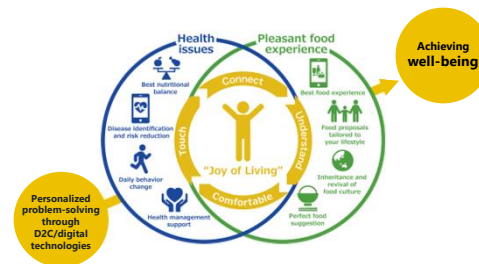 Health
issues
Pleasant food
experience
Achieving
well-being
Best nutritional
balance
Connect
Best food experience
Disease identification
and risk reduction
Touch
Understand
Food proposals
tailored to
your lifestyle
"Joy of Living"
Daily behavior
change
Inheritance and
revival of
food culture
Comfortable
Health management
support
Perfect food
suggestion
Personalized
problem-solving
through
D2C/digital
technologies